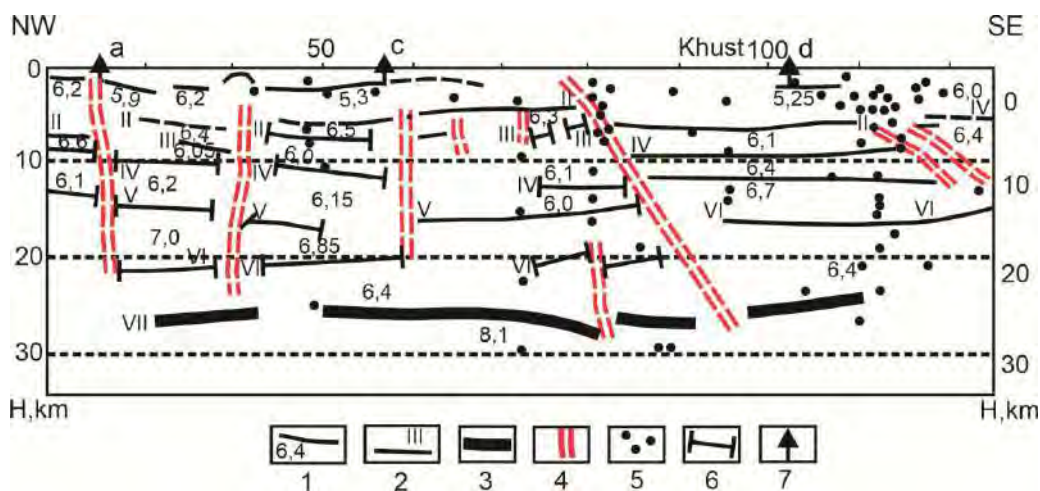 NW SE
a 50 c Khust 100 d
0 6,2 5,9 6,2 5,3 5,25 6,0 0
II II 6,4 II 6,5 6,3 II II IV
6,6 III 6,05 III III IV 6,1 6,4
10 6,0 10
6,1 IV 6,2 IV 6,1 6,4
V 6,15 IV 6,7
V V 6,0 VI VI
7,0 VI 6,85
20 VI VI 6,4 20
6,4
VII 8,1
30 30
H,km H,km
6,4 III
1 2 3 4 5 6 7